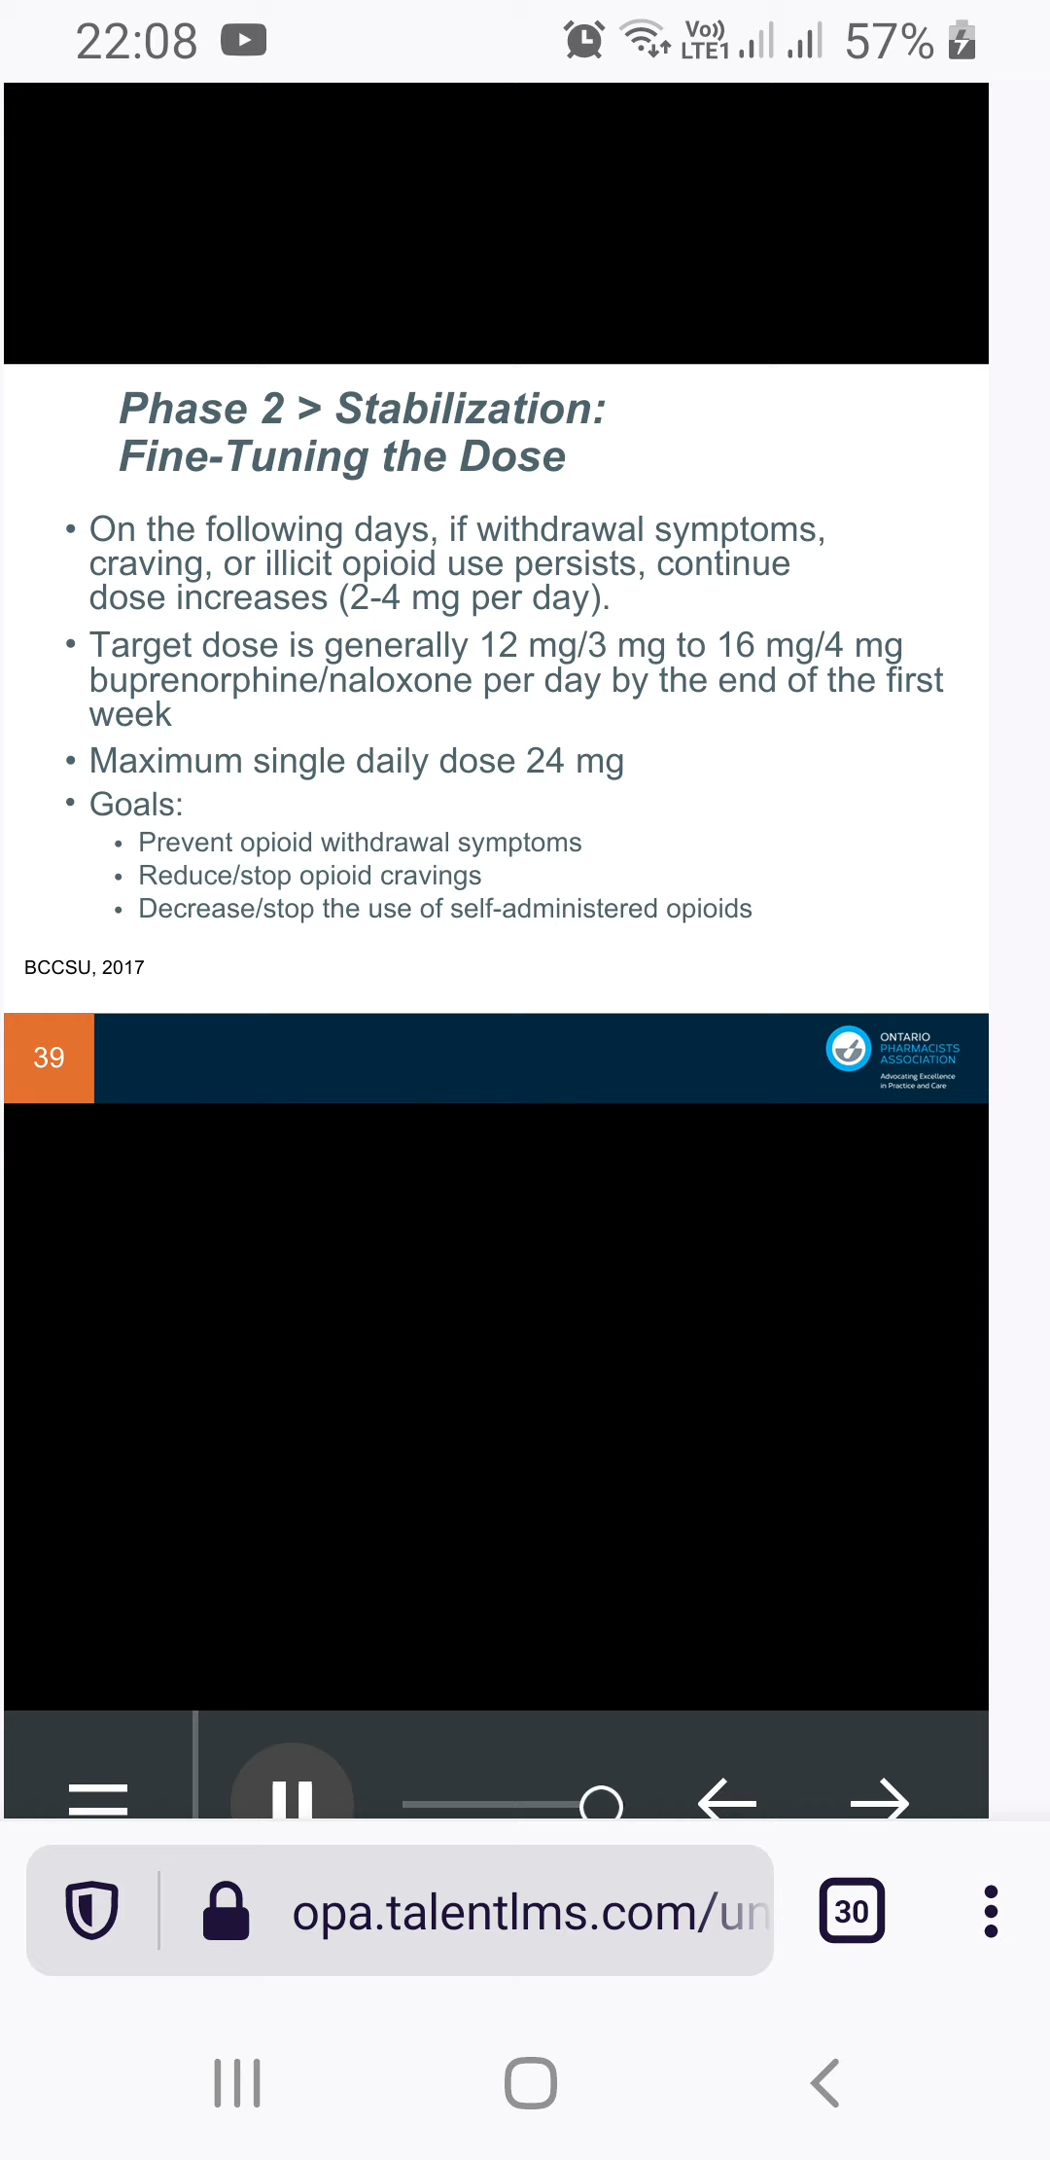 22:08
Vo))
LTE1
57%
Phase 2 > Stabilization:
Fine-Tuning the Dose
• On the following days, if withdrawal symptoms,
craving, or illicit opioid use persists, continue
dose increases (2-4 mg per day).
• Target dose is generally 12 mg/3 mg to 16 mg/4 mg
buprenorphine/naloxone per day by the end of the first
week
• Maximum single daily dose 24 mg
• Goals:
• Prevent opioid withdrawal symptoms
• Reduce/stop opioid cravings
• Decrease/stop the use of self-administered opioids
BCCSU, 2017
39
ONTARIO
PHARMACISTS
ASSOCIATION
Advocating Excellence
in Practice and Care
opa.talentlms.com/un
30